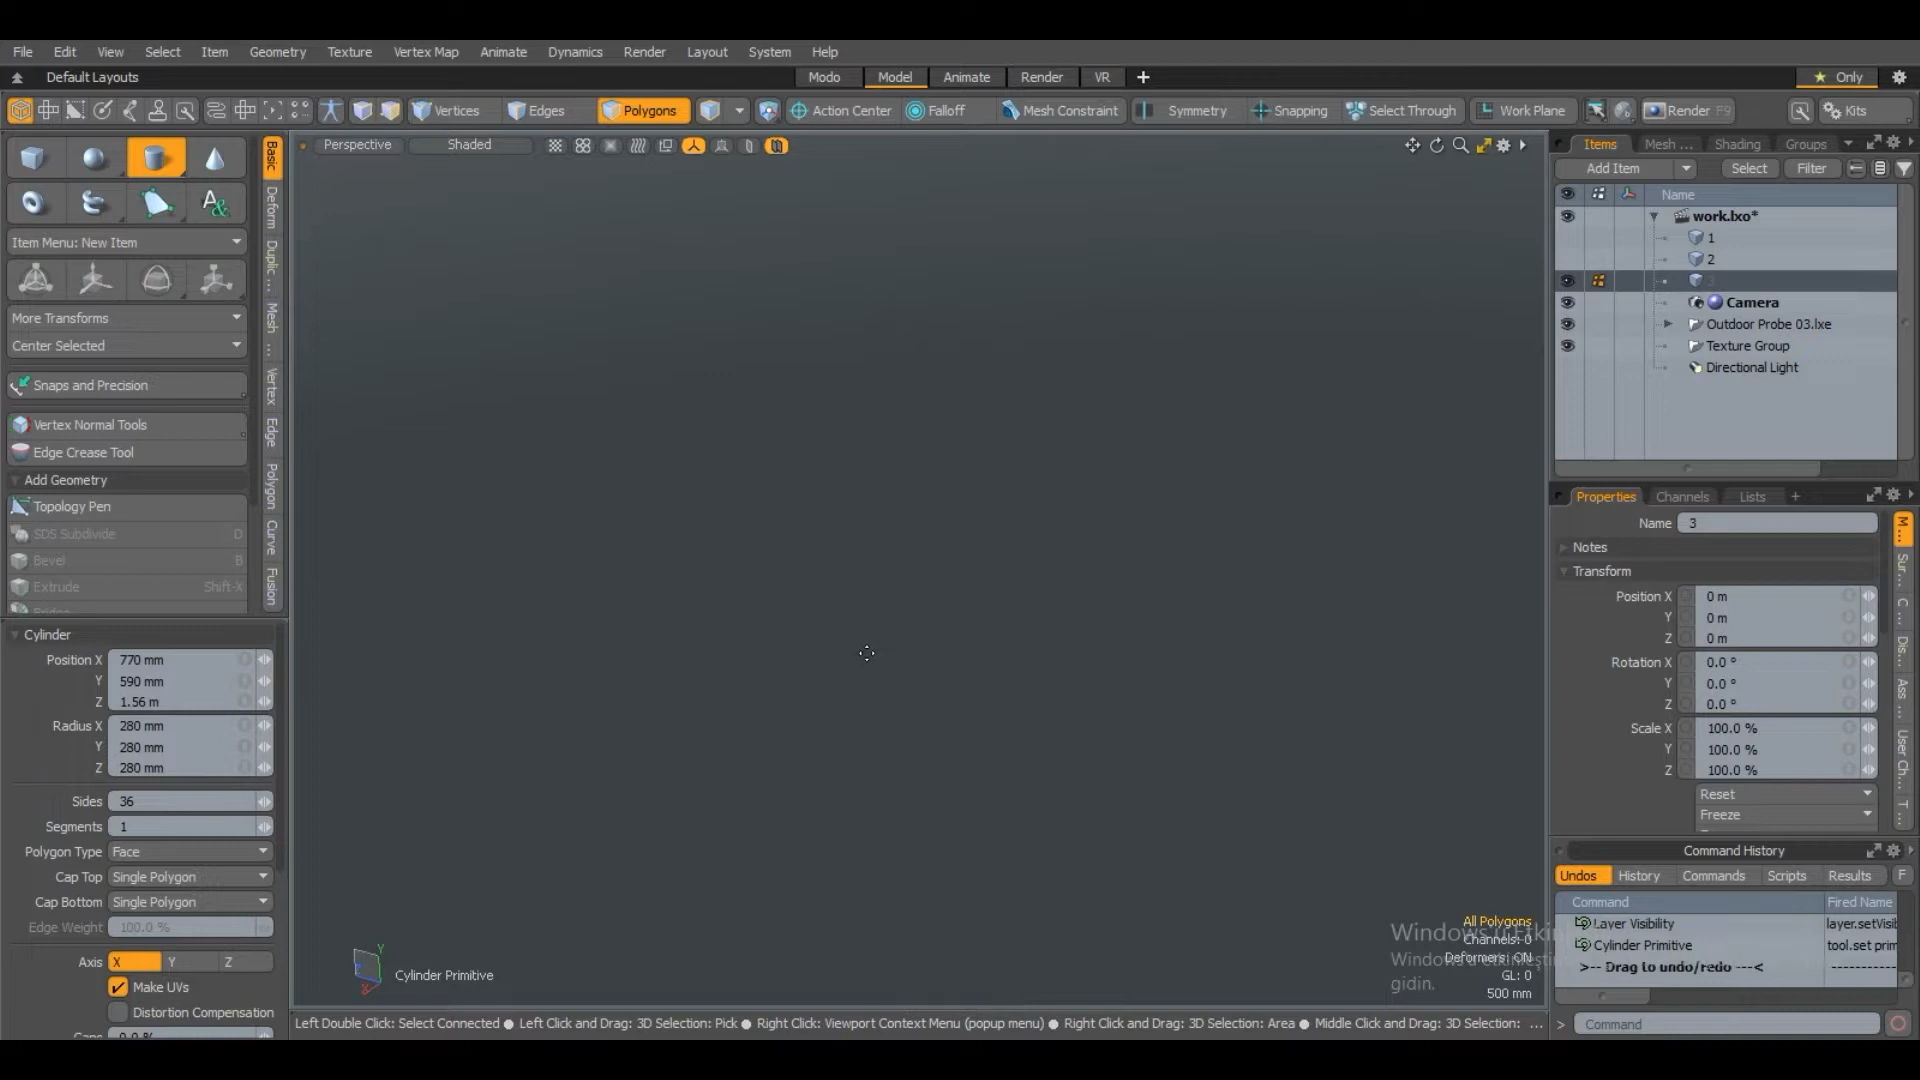 File Edit View Select Item Geometry Texture Vertex Map Animate Dynamics Render Layout System Help
Default Layouts Modo Model Animate Render VR + Only
Vertices Edges Polygons Action Center Falloff Mesh Constraint Symmetry Snapping Select Through Work Plane Render F9 Kits
Perspective Shaded
Basic
Deform
Duplic ...
Mesh ...
Vertex
Edge
Polygon
Curve
Fusion
Item Menu: New Item
More Transforms
Center Selected
Snaps and Precision
Vertex Normal Tools
Edge Crease Tool
Add Geometry
Topology Pen
SDS Subdivide D
Bevel B
Extrude Shift-X
Bridge
Cylinder
Position X 770 mm
Y 590 mm
Z 1.56 m
Radius X 280 mm
Y 280 mm
Z 280 mm
Sides 36
Segments 1
Polygon Type Face
Cap Top Single Polygon
Cap Bottom Single Polygon
Edge Weight 100.0 %
Axis X Y Z
Make UVs
Distortion Compensation
Y
X
Cylinder Primitive
All Polygons
Channels: 0
Deformers: ON
GL: 0
500 mm
gidin.
Left Double Click: Select Connected ● Left Click and Drag: 3D Selection: Pick ● Right Click: Viewport Context Menu (popup menu) ● Right Click and Drag: 3D Selection: Area ● Middle Click and Drag: 3D Selection: ...
Items Mesh ... Shading Groups
Add Item Select Filter
Name
work.lxo*
1
2
Camera
Outdoor Probe 03.lxe
Texture Group
Directional Light
Properties Channels Lists +
Name 3
Notes
Transform
Position X 0 m
Y 0 m
Z 0 m
Rotation X 0.0 °
Y 0.0 °
Z 0.0 °
Scale X 100.0 %
Y 100.0 %
Z 100.0 %
Reset
Freeze
M...
Sur...
C ...
Dis...
Ass ...
User Ch...
T ...
Command History
Undos History Commands Scripts Results F
Command Fired Name
Layer Visibility layer.setVisi
Cylinder Primitive tool.set prim
>-- Drag to undo/redo ---< -----------
> Command